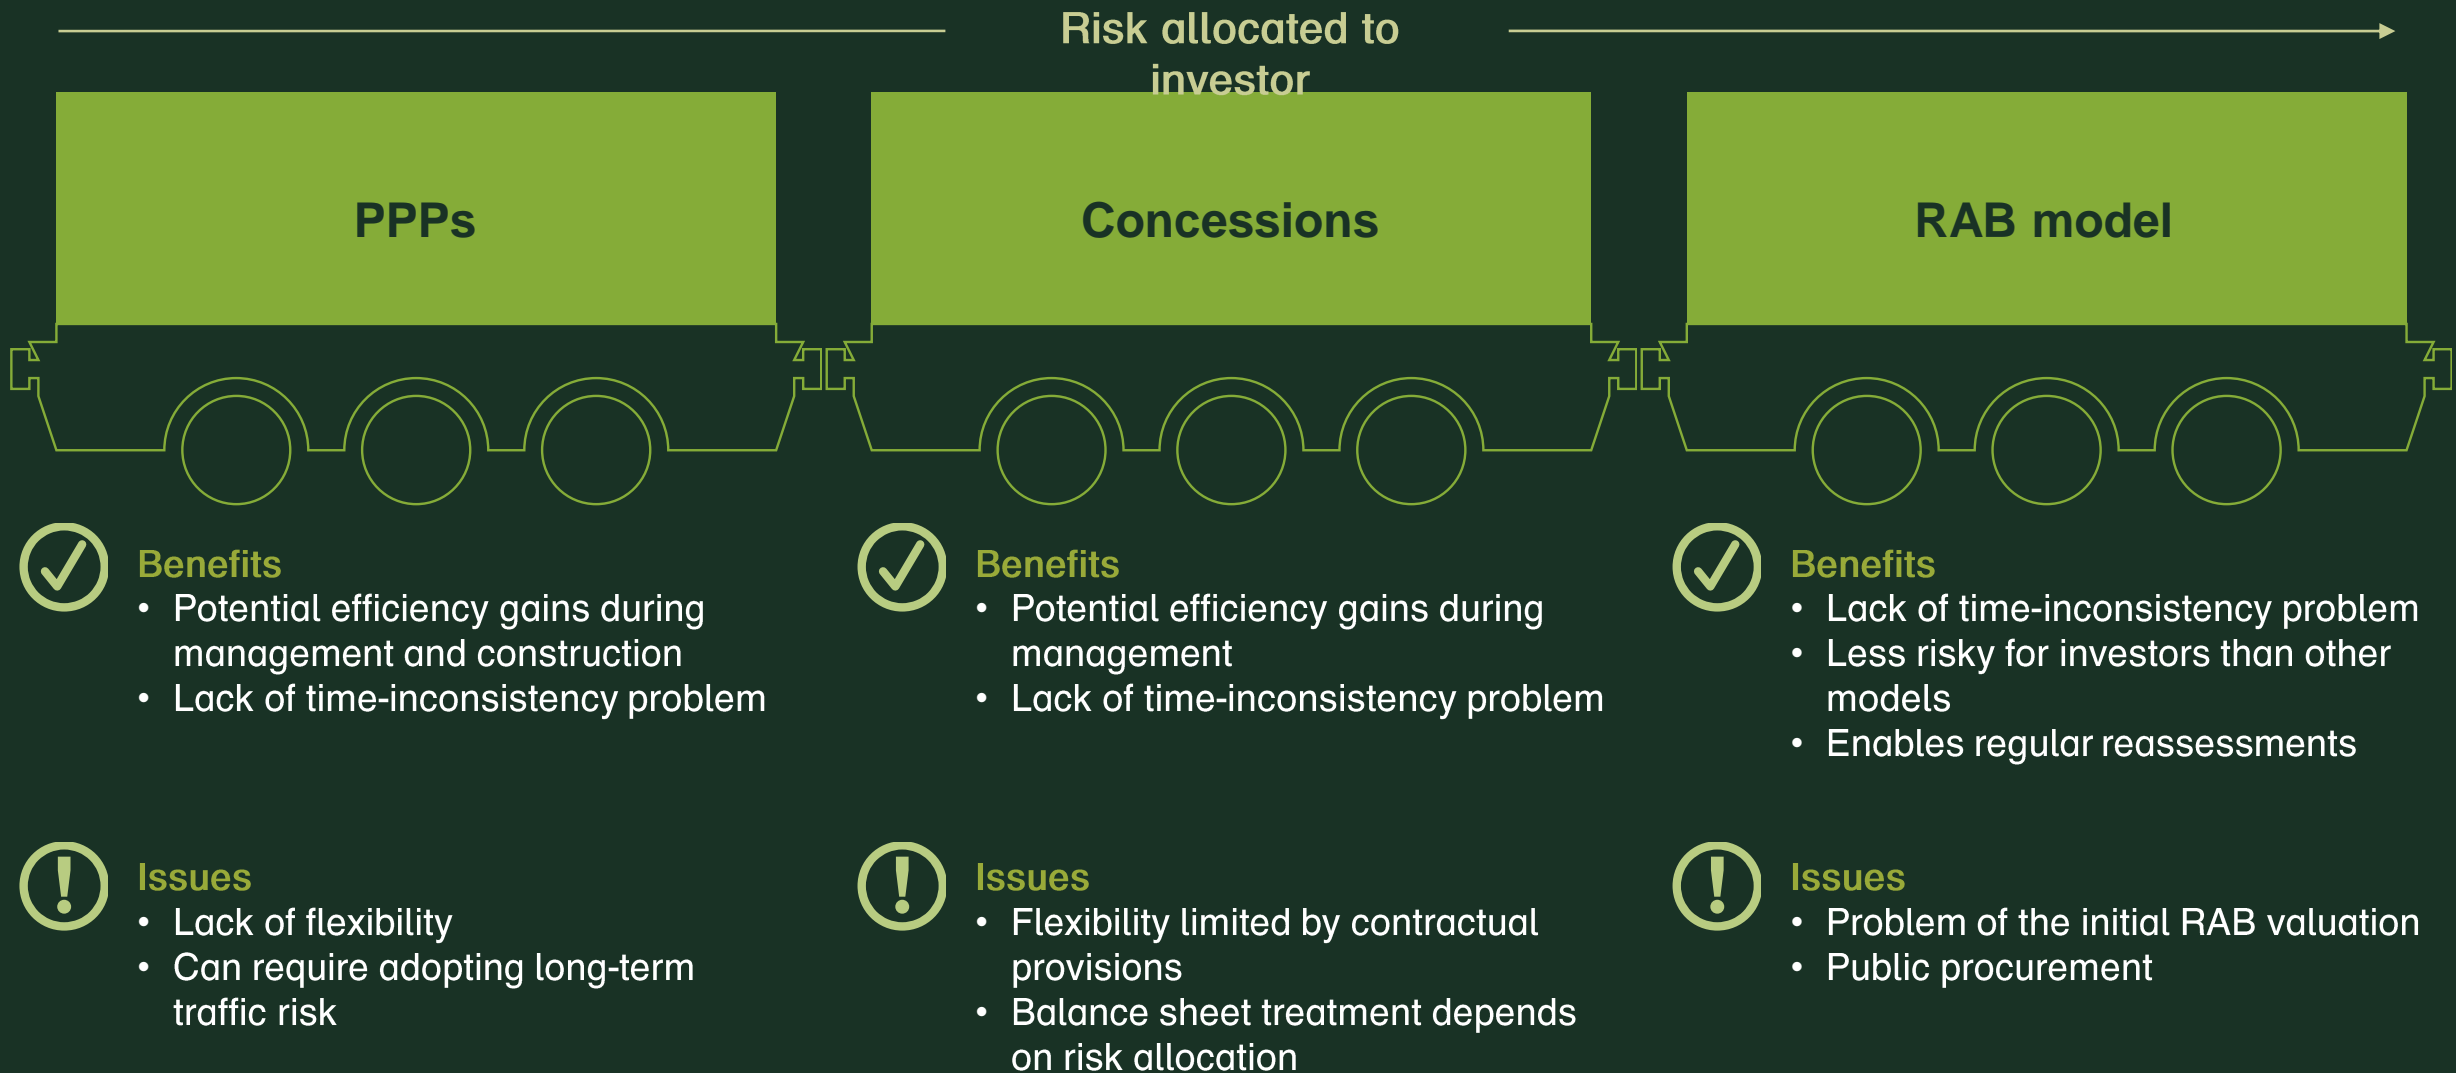 Risk allocated to
investor
PPPs
Concessions
RAB model
Benefits
• Potential efficiency gains during
management and construction
• Lack of time-inconsistency problem
Benefits
• Potential efficiency gains during
management
• Lack of time-inconsistency problem
Benefits
• Lack of time-inconsistency problem
• Less risky for investors than other
models
• Enables regular reassessments
Issues
• Lack of flexibility
• Can require adopting long-term
traffic risk
Issues
• Flexibility limited by contractual
provisions
• Balance sheet treatment depends
on risk allocation
Issues
• Problem of the initial RAB valuation
• Public procurement